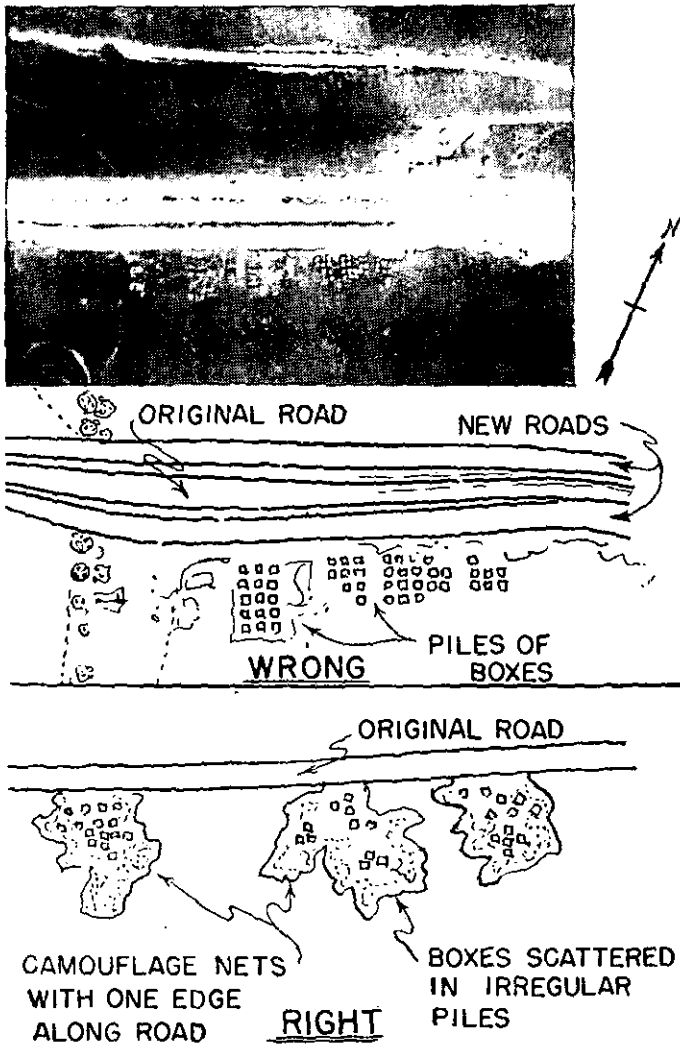 N
ORIGINAL ROAD
NEW ROADS
WRONG
PILES OF
BOXES
ORIGINAL ROAD
CAMOUFLAGE NETS
WITH ONE EDGE
ALONG ROAD
RIGHT
BOXES SCATTERED
IN IRREGULAR
PILES